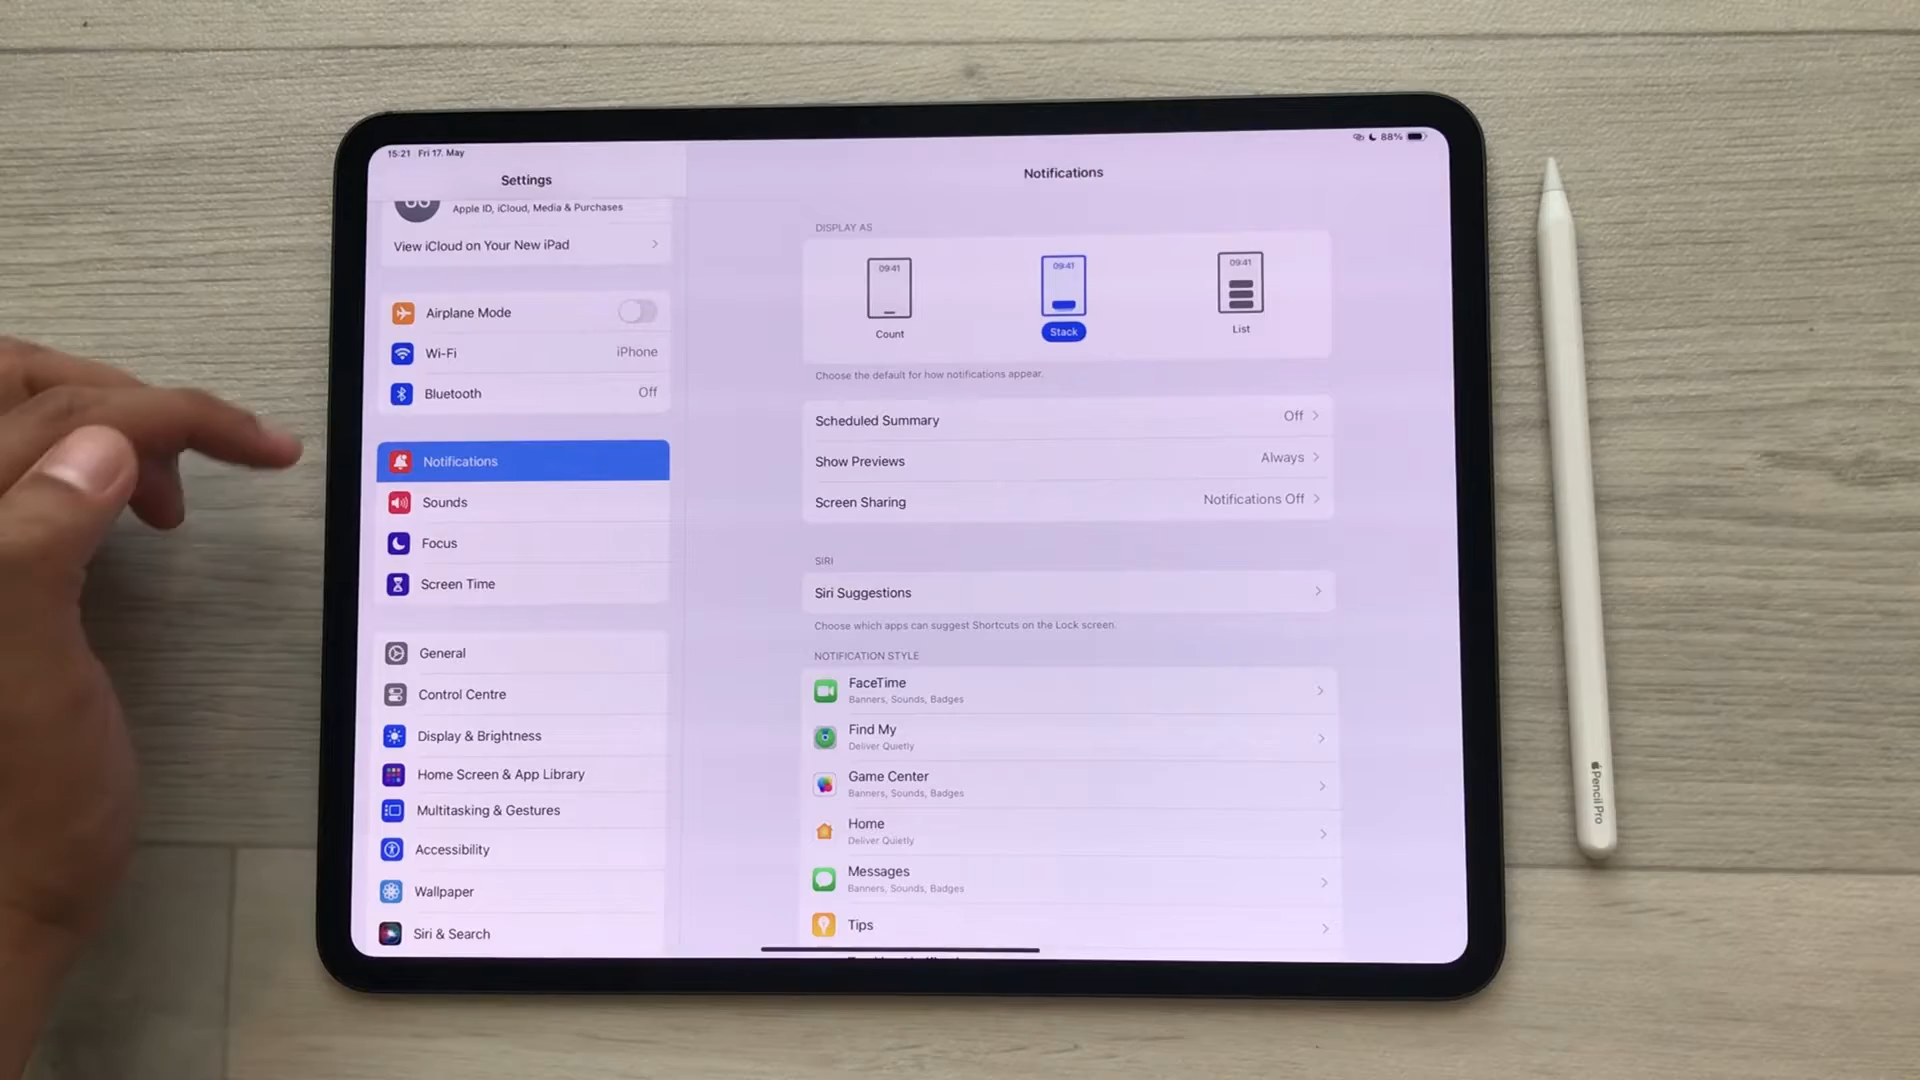 15:21 Fri 17. May
88%
Settings
Apple ID, iCloud, Media & Purchases
View iCloud on Your New iPad
Airplane Mode
Wi-Fi iPhone
Bluetooth Off
Notifications
Sounds
Focus
Screen Time
General
Control Centre
Display & Brightness
Home Screen & App Library
Multitasking & Gestures
Accessibility
Wallpaper
Siri & Search
Notifications
DISPLAY AS
09:41 09:41 09:41
Count Stack List
Choose the default for how notifications appear.
Scheduled Summary Off
Show Previews Always
Screen Sharing Notifications Off
SIRI
Siri Suggestions
Choose which apps can suggest Shortcuts on the Lock screen.
NOTIFICATION STYLE
FaceTime
Banners, Sounds, Badges
Find My
Deliver Quietly
Game Center
Banners, Sounds, Badges
Home
Deliver Quietly
Messages
Banners, Sounds, Badges
Tips
Pencil Pro